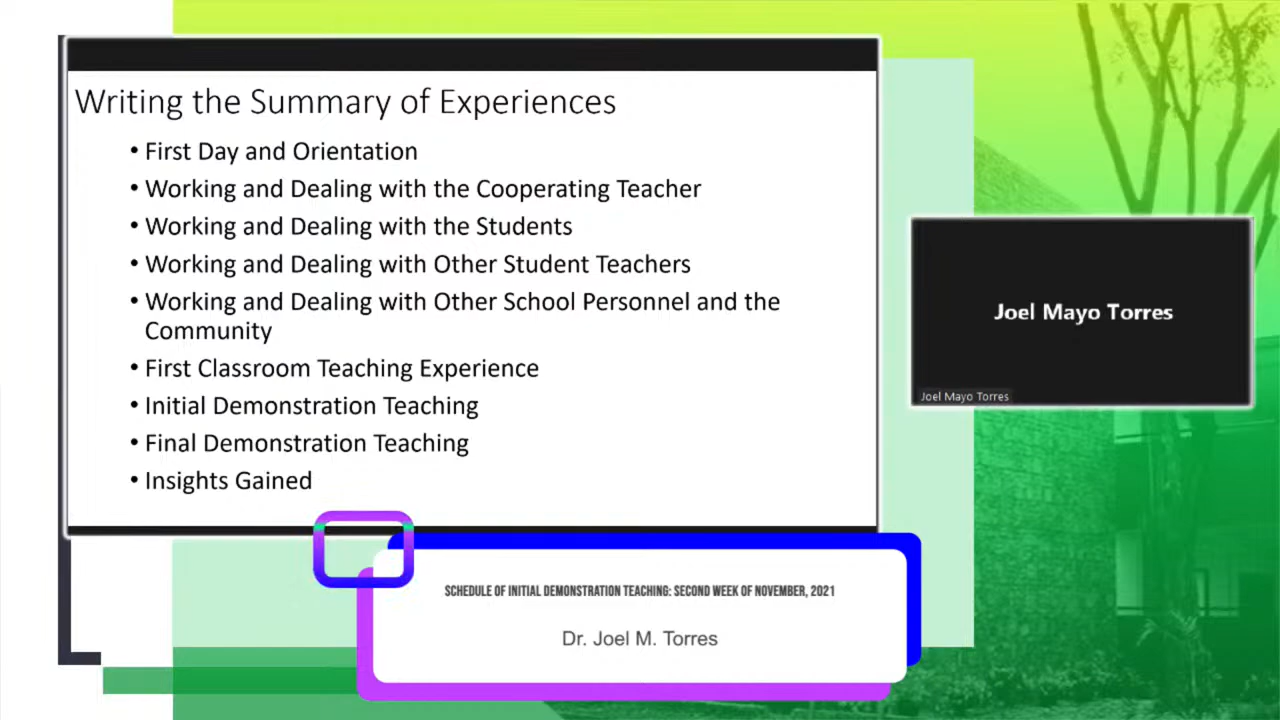 Writing the Summary of Experiences
• First Day and Orientation
• Working and Dealing with the Cooperating Teacher
• Working and Dealing with the Students
• Working and Dealing with Other Student Teachers
• Working and Dealing with Other School Personnel and the
Community
• First Classroom Teaching Experience
• Initial Demonstration Teaching
• Final Demonstration Teaching
• Insights Gained
Joel Mayo Torres
Joel Mayo Torres
SCHEDULE OF INITIAL DEMONSTRATION TEACHING: SECOND WEEK OF NOVEMBER, 2021
Dr. Joel M. Torres